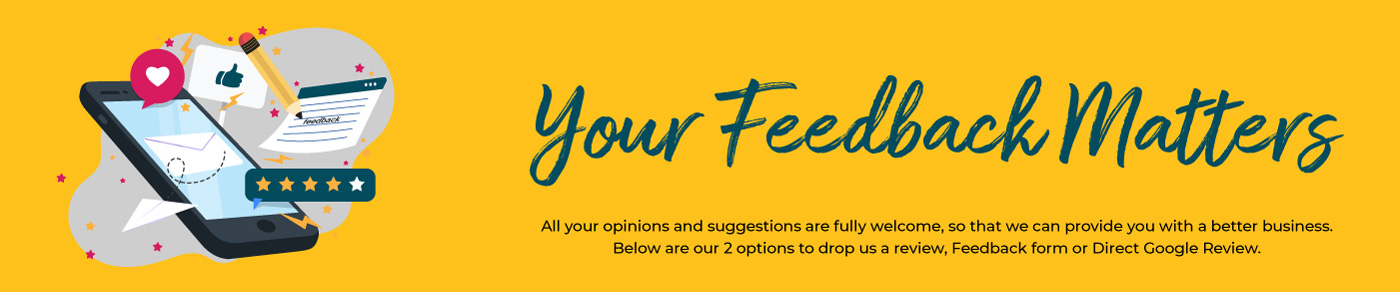 feedback
Your Feedback Matters
All your opinions and suggestions are fully welcome, so that we can provide you with a better business.
Below are our 2 options to drop us a review, Feedback form or Direct Google Review.